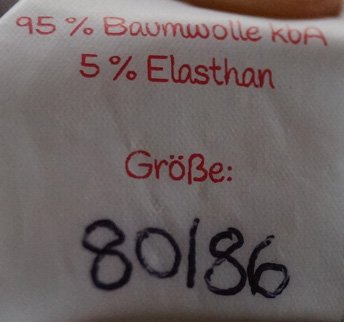 95 % Baumwolle kbA
5 % Elasthan
Größe:
80/86